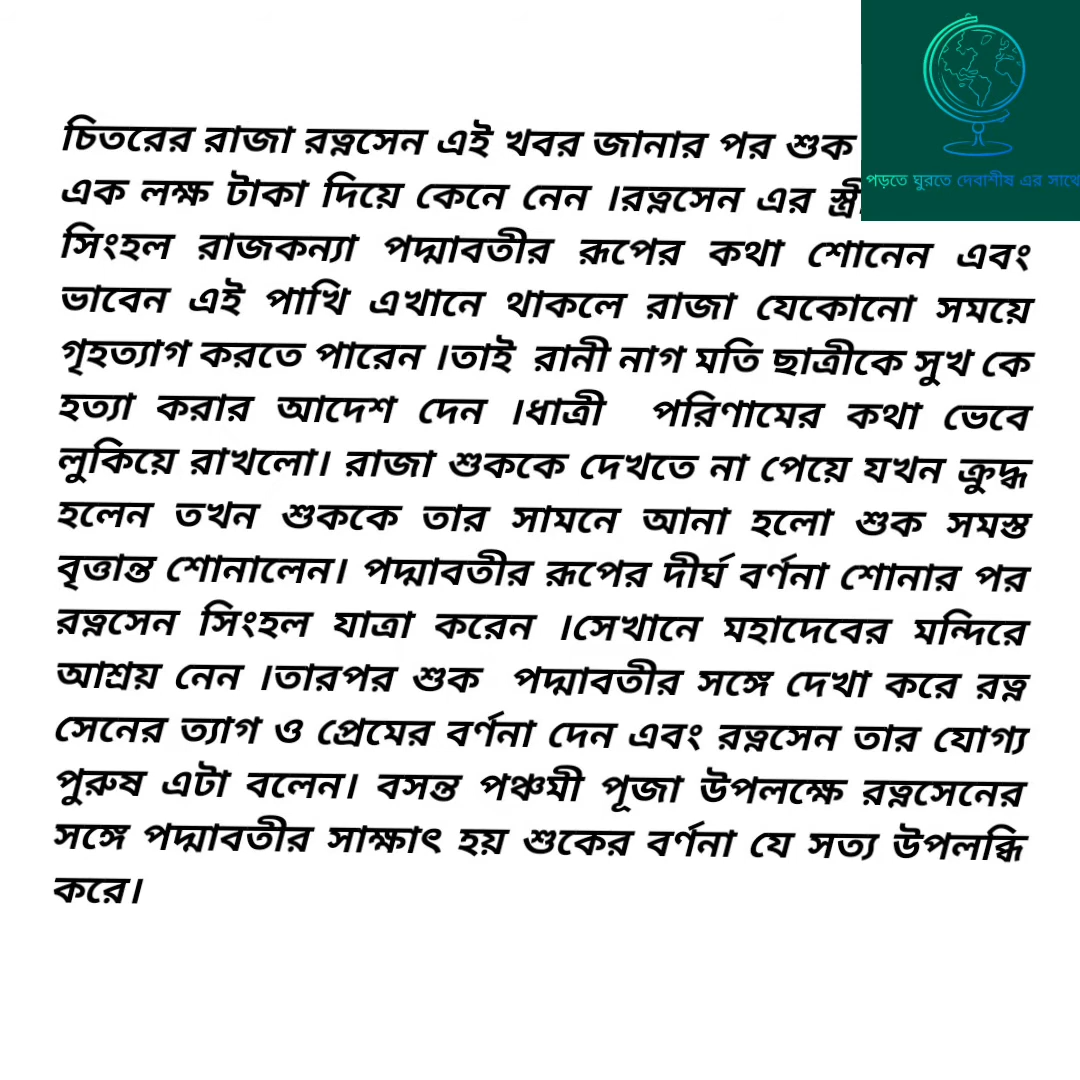 চিতরের রাজা রত্নসেন এই খবর জানার পর শুক
এক লক্ষ টাকা দিয়ে কেনে নেন ।রত্নসেন এর স্ত্রী
সিংহল রাজকন্যা পদ্মাবতীর রূপের কথা শোনেন এবং
ভাবেন এই পাখি এখানে থাকলে রাজা যেকোনো সময়ে
গৃহত্যাগ করতে পারেন ।তাই রানী নাগ মতি ছাত্রীকে সুখ কে
হত্যা করার আদেশ দেন ।ধাত্রী পরিণামের কথা ভেবে
লুকিয়ে রাখলো। রাজা শুককে দেখতে না পেয়ে যখন ক্রুদ্ধ
হলেন তখন শুককে তার সামনে আনা হলো শুক সমস্ত
বৃত্তান্ত শোনালেন। পদ্মাবতীর রূপের দীর্ঘ বর্ণনা শোনার পর
রত্নসেন সিংহল যাত্রা করেন ।সেখানে মহাদেবের মন্দিরে
আশ্রয় নেন ।তারপর শুক পদ্মাবতীর সঙ্গে দেখা করে রত্ন
সেনের ত্যাগ ও প্রেমের বর্ণনা দেন এবং রত্নসেন তার যোগ্য
পুরুষ এটা বলেন। বসন্ত পঞ্চমী পূজা উপলক্ষে রত্নসেনের
সঙ্গে পদ্মাবতীর সাক্ষাৎ হয় শুকের বর্ণনা যে সত্য উপলব্ধি
করে।
পড়তে ঘুরতে দেবাশীষ এর সাথে